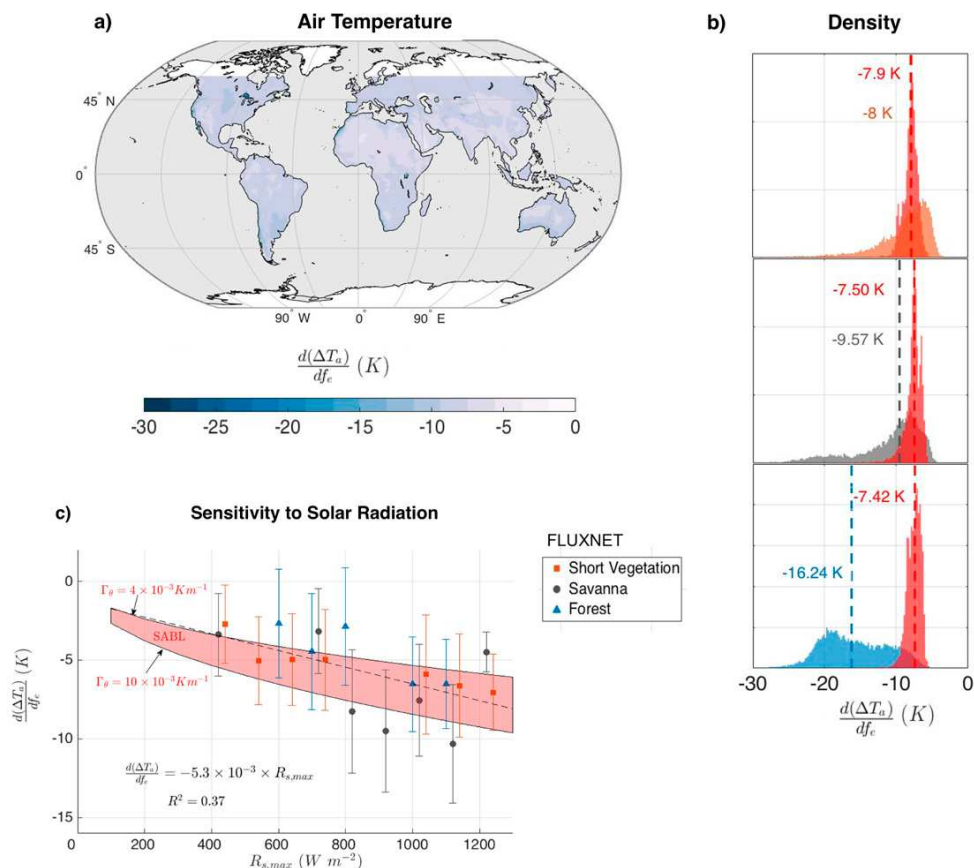 a)
Air Temperature
45° N
0°
45° S
90° W
0°
90° E
d(ΔT_a)/df_e (K)
-30 -25 -20 -15 -10 -5 0
b)
Density
-7.9 K
-8 K
-7.50 K
-9.57 K
-7.42 K
-16.24 K
-30 -20 -10 0
d(ΔT_a)/df_e (K)
c)
Sensitivity to Solar Radiation
Γ_θ = 4 × 10⁻³Km⁻¹
SABL
Γ_θ = 10 × 10⁻³Km⁻¹
d(ΔT_a)/df_e (K)
0
-5
-10
-15
d(ΔT_a)/df_e = −5.3 × 10⁻³ × R_s,max
R² = 0.37
200 400 600 800 1000 1200
R_s,max (W m⁻²)
FLUXNET
Short Vegetation
Savanna
Forest